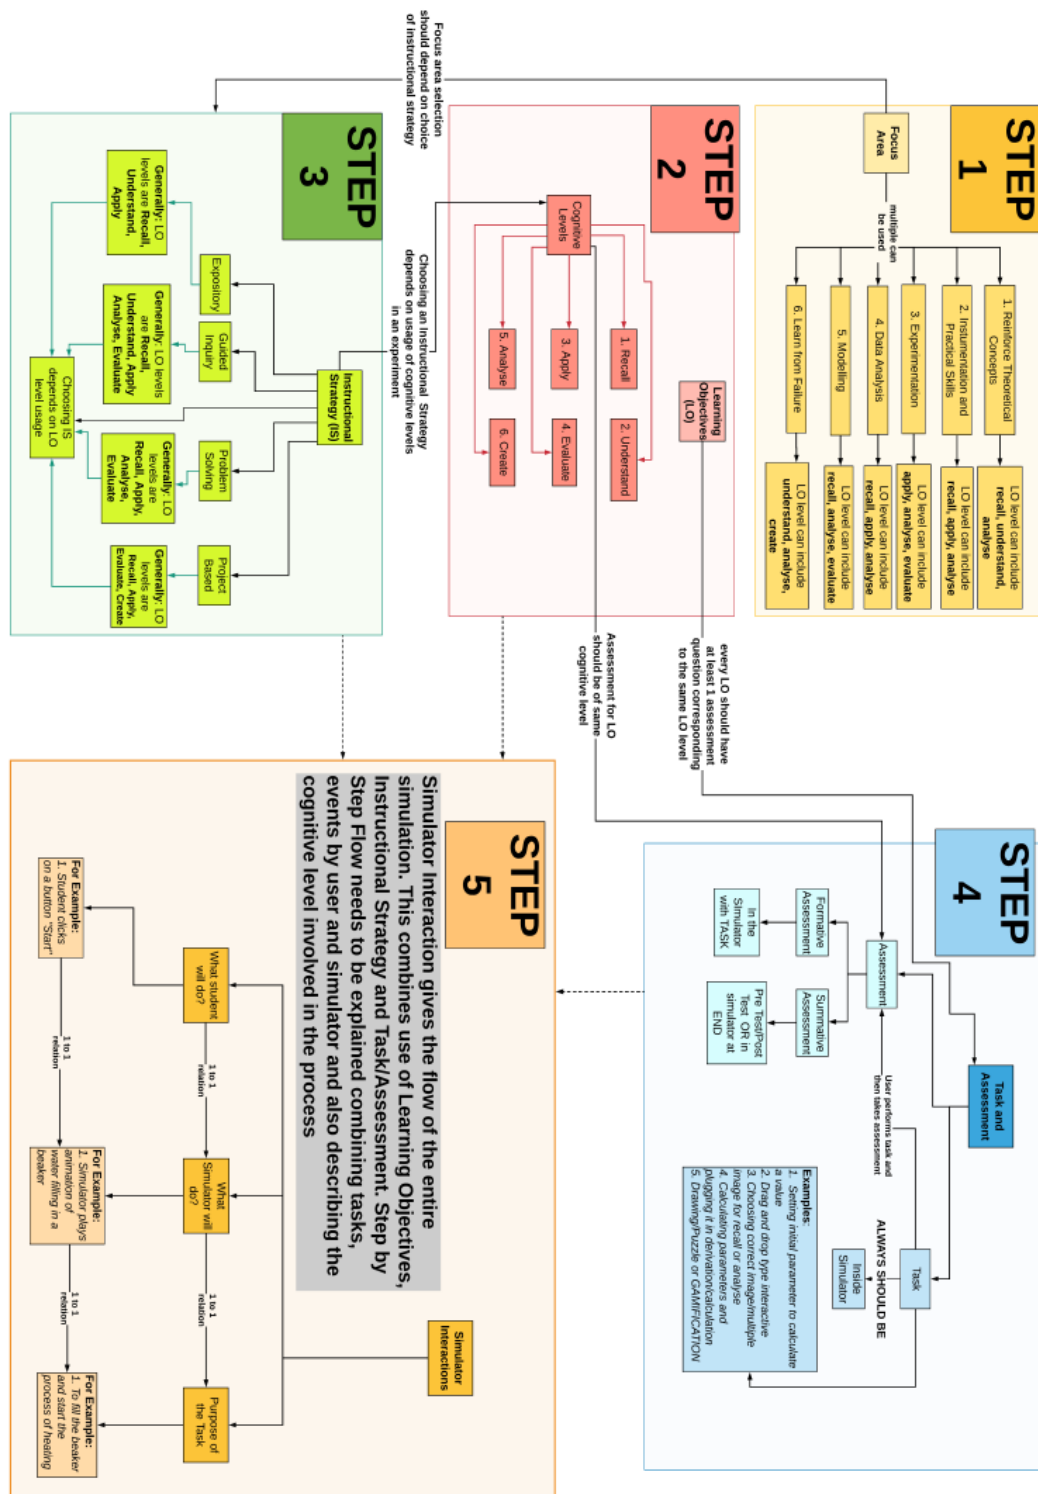 STEP
1
Focus
Area
multiple can
be used
1. Reinforce Theoretical
Concepts
2. Instumentation and
Practical Skills
3. Experimentation
4. Data Analysis
5. Modelling
6. Learn from Failure
LO level can include
recall, understand,
analyse
LO level can include
recall, apply, analyse
LO level can include
apply, analyse, evaluate
LO level can include
recall, apply, analyse
LO level can include
recall, analyse, evaluate
LO level can include
understand, analyse,
create
Focus area selection
should depend on choice
of instructional strategy
STEP
2
Learning
Objectives
(LO)
Cognitive
Levels
1. Recall
2. Understand
3. Apply
4. Evaluate
5. Analyse
6. Create
Choosing an Instructional Strategy
depends on usage of cognitive levels
in an experiment
STEP
3
Instructional
Strategy (IS)
Expository
Guided
Inquiry
Problem
Solving
Project
Based
Generally: LO
levels are Recall,
Understand,
Apply
Generally: LO levels
are Recall,
Understand, Apply
Analyse, Evaluate
Generally: LO
levels are
Recall, Apply,
Analyse,
Evaluate
Generally: LO
levels are
Recall, Apply,
Evaluate, Create
Choosing IS
depends on LO
level usage
every LO should have
at least 1 assessment
question corresponding
to the same LO level
Assessment for LO
should be of same
cognitive level
STEP
4
Task and
Assessment
Assessment
Formative
Assessment
Summative
Assessment
In the
SImulator
with TASK
Pre Test/Post
Test OR in
simulator at
END
User performs task and
then takes assessment
Task
ALWAYS SHOULD BE
Inside
Simulator
Examples:
1. Setting initial parameter to calculate
a value
2. Drag and drop type interactive
3. Choosing correct image/multiple
image for recall or analyse
4. Calculating parameters and
plugging it in derivation/calculation
5. Drawing/Puzzle or GAMIFICATION
STEP
5
Simulator Interaction gives the flow of the entire
simulation. This combines use of Learning Objectives,
Instructional Strategy and Task/Assessment. Step by
Step Flow needs to be explained combining tasks,
events by user and simulator and also describing the
cognitive level involved in the process
Simulator
Interactions
What student
will do?
1 to 1
relation
What
Simulator will
do?
1 to 1
relation
Purpose of
the Task
For Example:
1. Student clicks
on a button "Start"
1 to 1
relation
For Example:
1. Simulator plays
animation of
water filling in a
beaker
1 to 1
relation
For Example:
1. To fill the beaker
and start the
process of heating